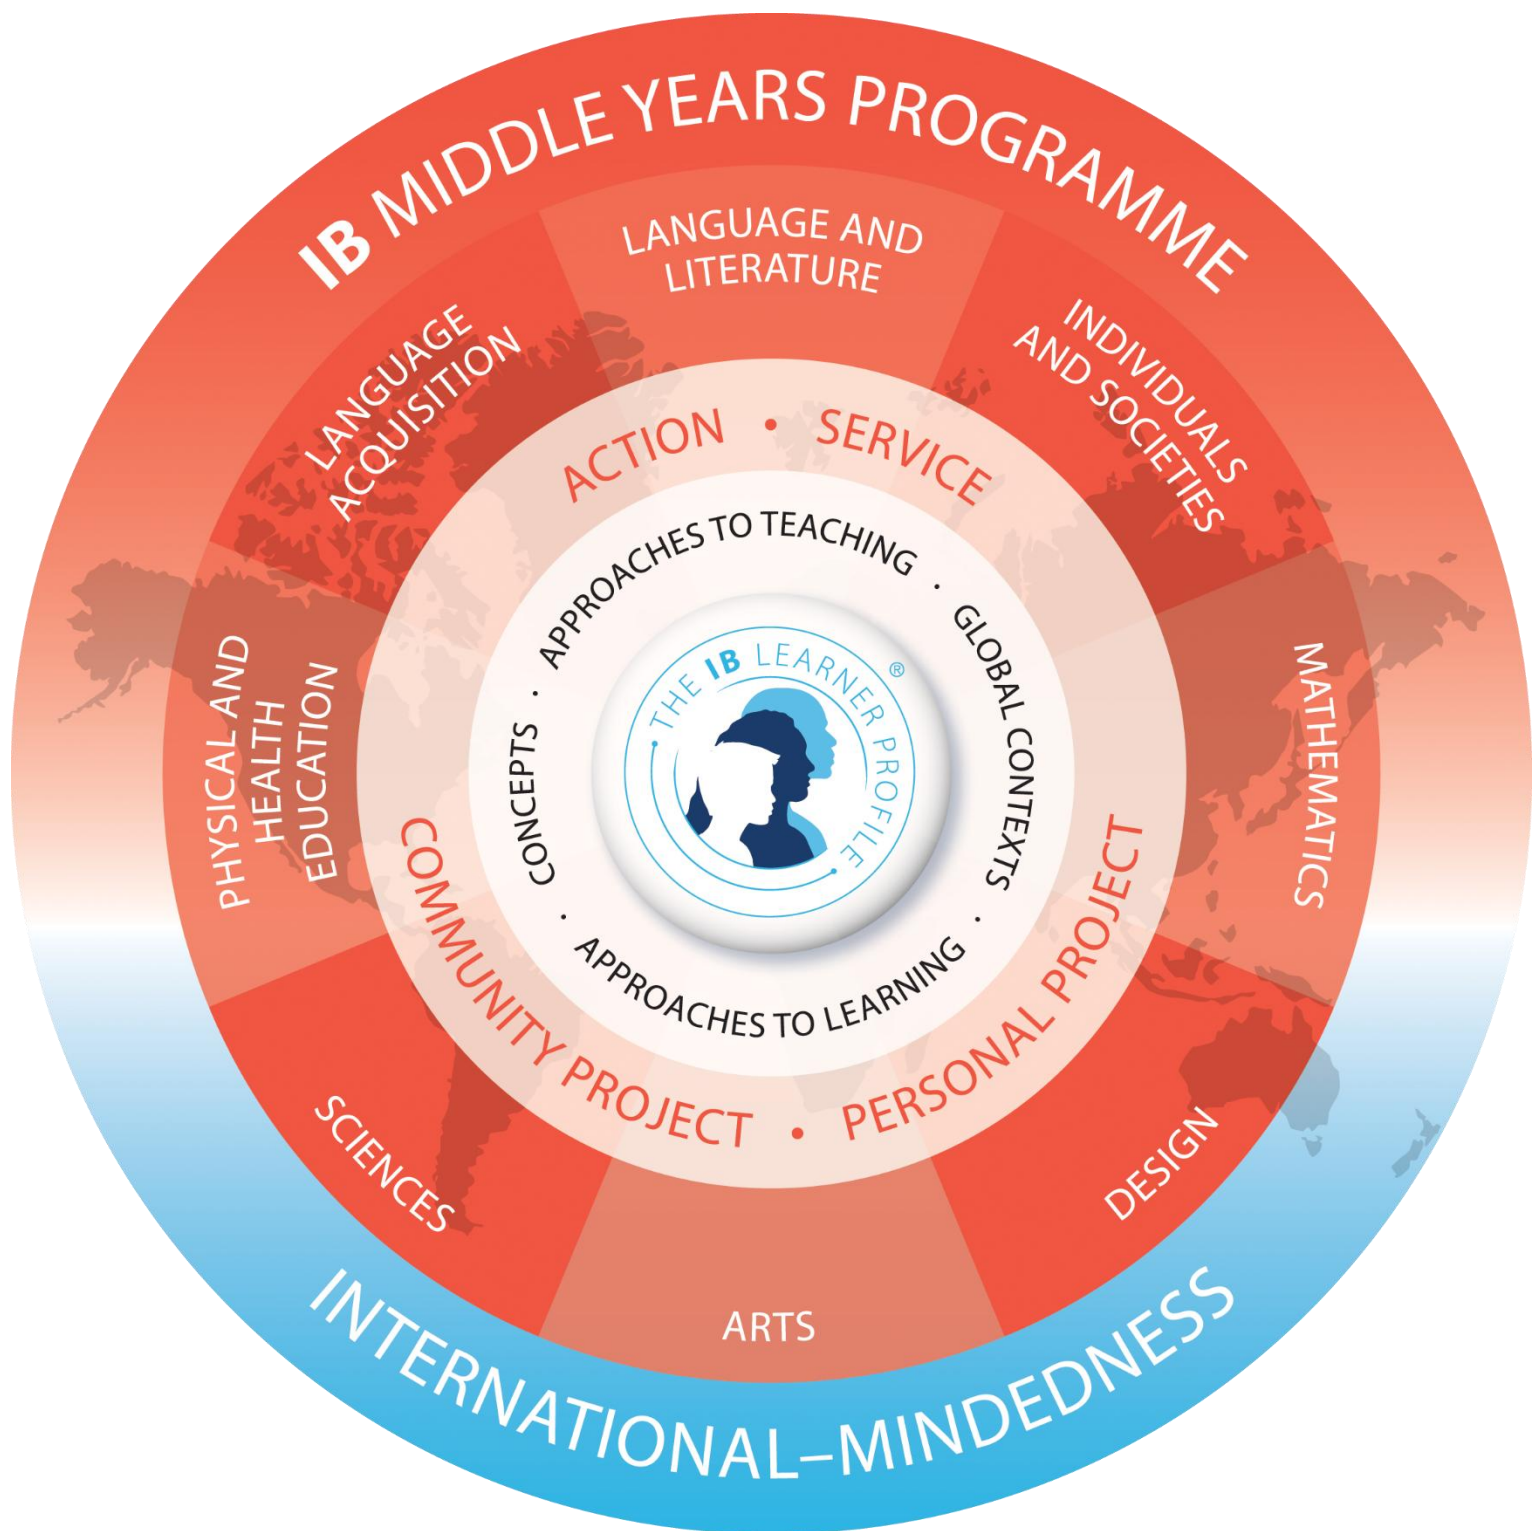 IB MIDDLE YEARS PROGRAMME
LANGUAGE AND
LITERATURE
INDIVIDUALS
AND SOCIETIES
MATHEMATICS
DESIGN
ARTS
SCIENCES
PHYSICAL AND
HEALTH
EDUCATION
LANGUAGE
ACQUISITION
ACTION • SERVICE
PERSONAL PROJECT
•
COMMUNITY PROJECT
APPROACHES TO TEACHING ·
GLOBAL CONTEXTS ·
APPROACHES TO LEARNING ·
CONCEPTS ·
THE IB LEARNER PROFILE ®
INTERNATIONAL–MINDEDNESS